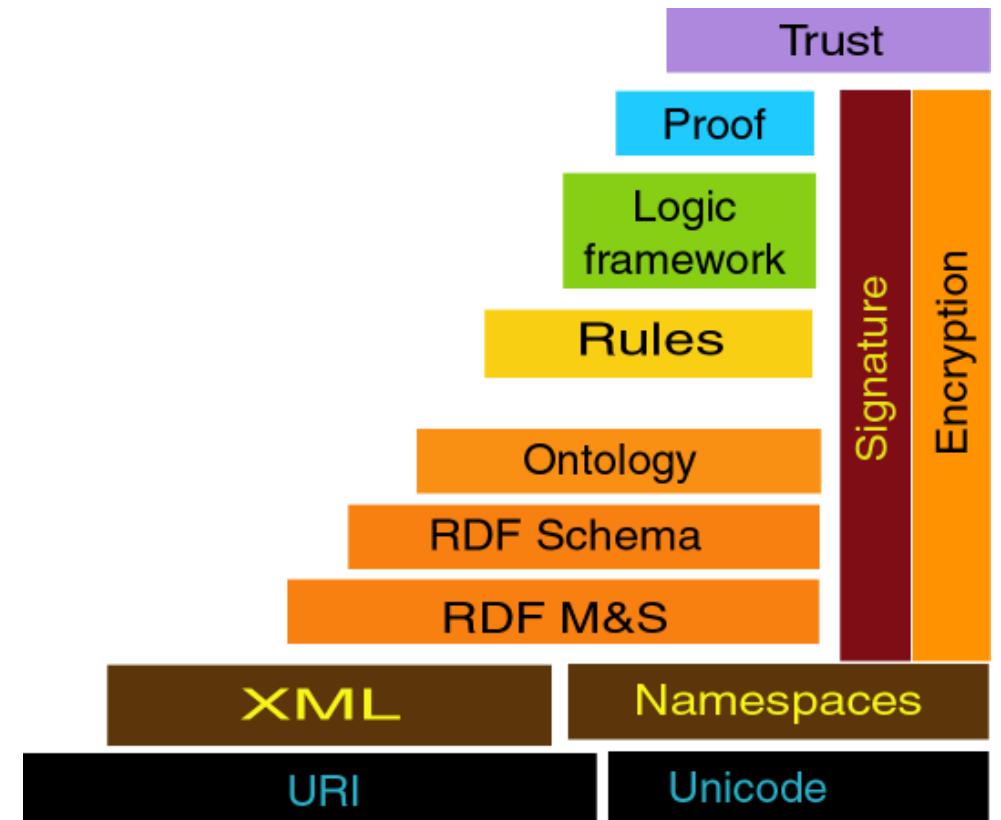 Trust
Proof
Logic
framework
Rules
Signature
Encryption
Ontology
RDF Schema
RDF M&S
XML
Namespaces
URI
Unicode